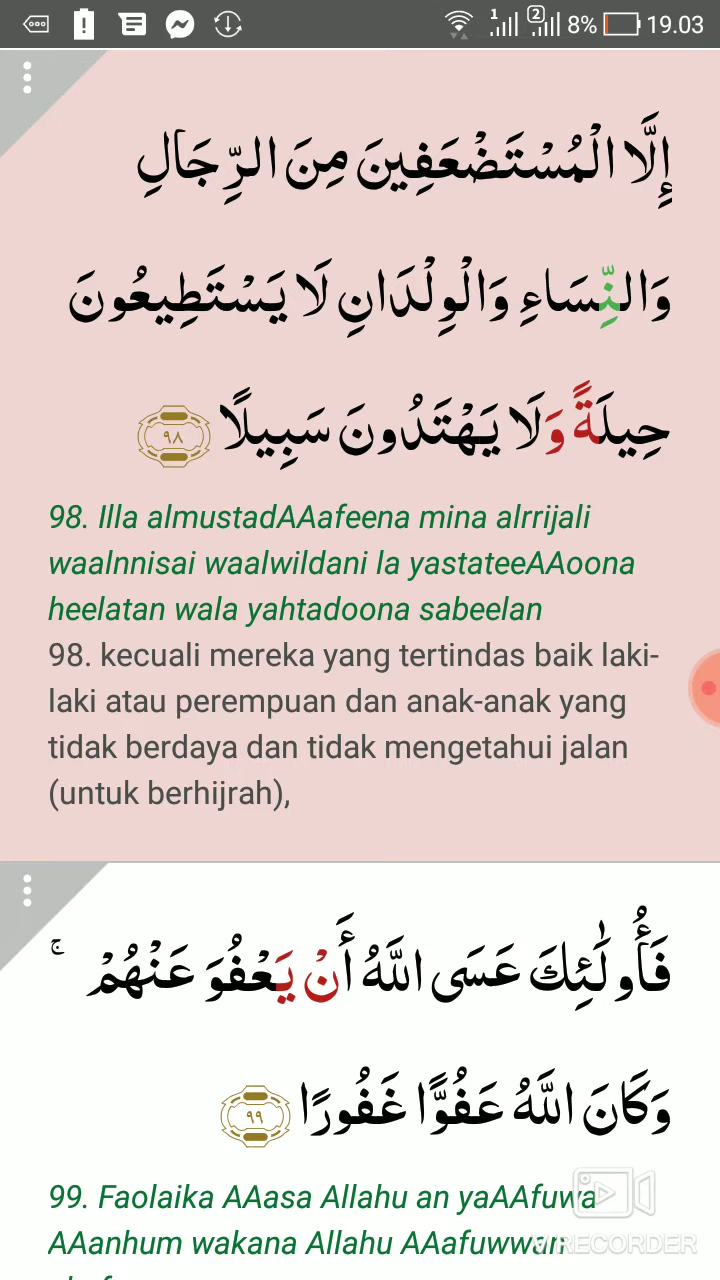 1
2
8%
19.03
إِلَّا الْمُسْتَضْعَفِينَ مِنَ الرِّجَالِ
وَالنِّسَاءِ وَالْوِلْدَانِ لَا يَسْتَطِيعُونَ
حِيلَةً وَلَا يَهْتَدُونَ سَبِيلًا ٩٨
98. Illa almustadAAafeena mina alrrijali
waalnnisai waalwildani la yastateeAAoona
heelatan wala yahtadoona sabeelan
98. kecuali mereka yang tertindas baik laki-
laki atau perempuan dan anak-anak yang
tidak berdaya dan tidak mengetahui jalan
(untuk berhijrah),
فَأُولَٰئِكَ عَسَى اللَّهُ أَنْ يَعْفُوَ عَنْهُمْ ۚ
وَكَانَ اللَّهُ عَفُوًّا غَفُورًا ٩٩
99. Faolaika AAasa Allahu an yaAAfuwa
AAanhum wakana Allahu AAafuwwan
RECORDER